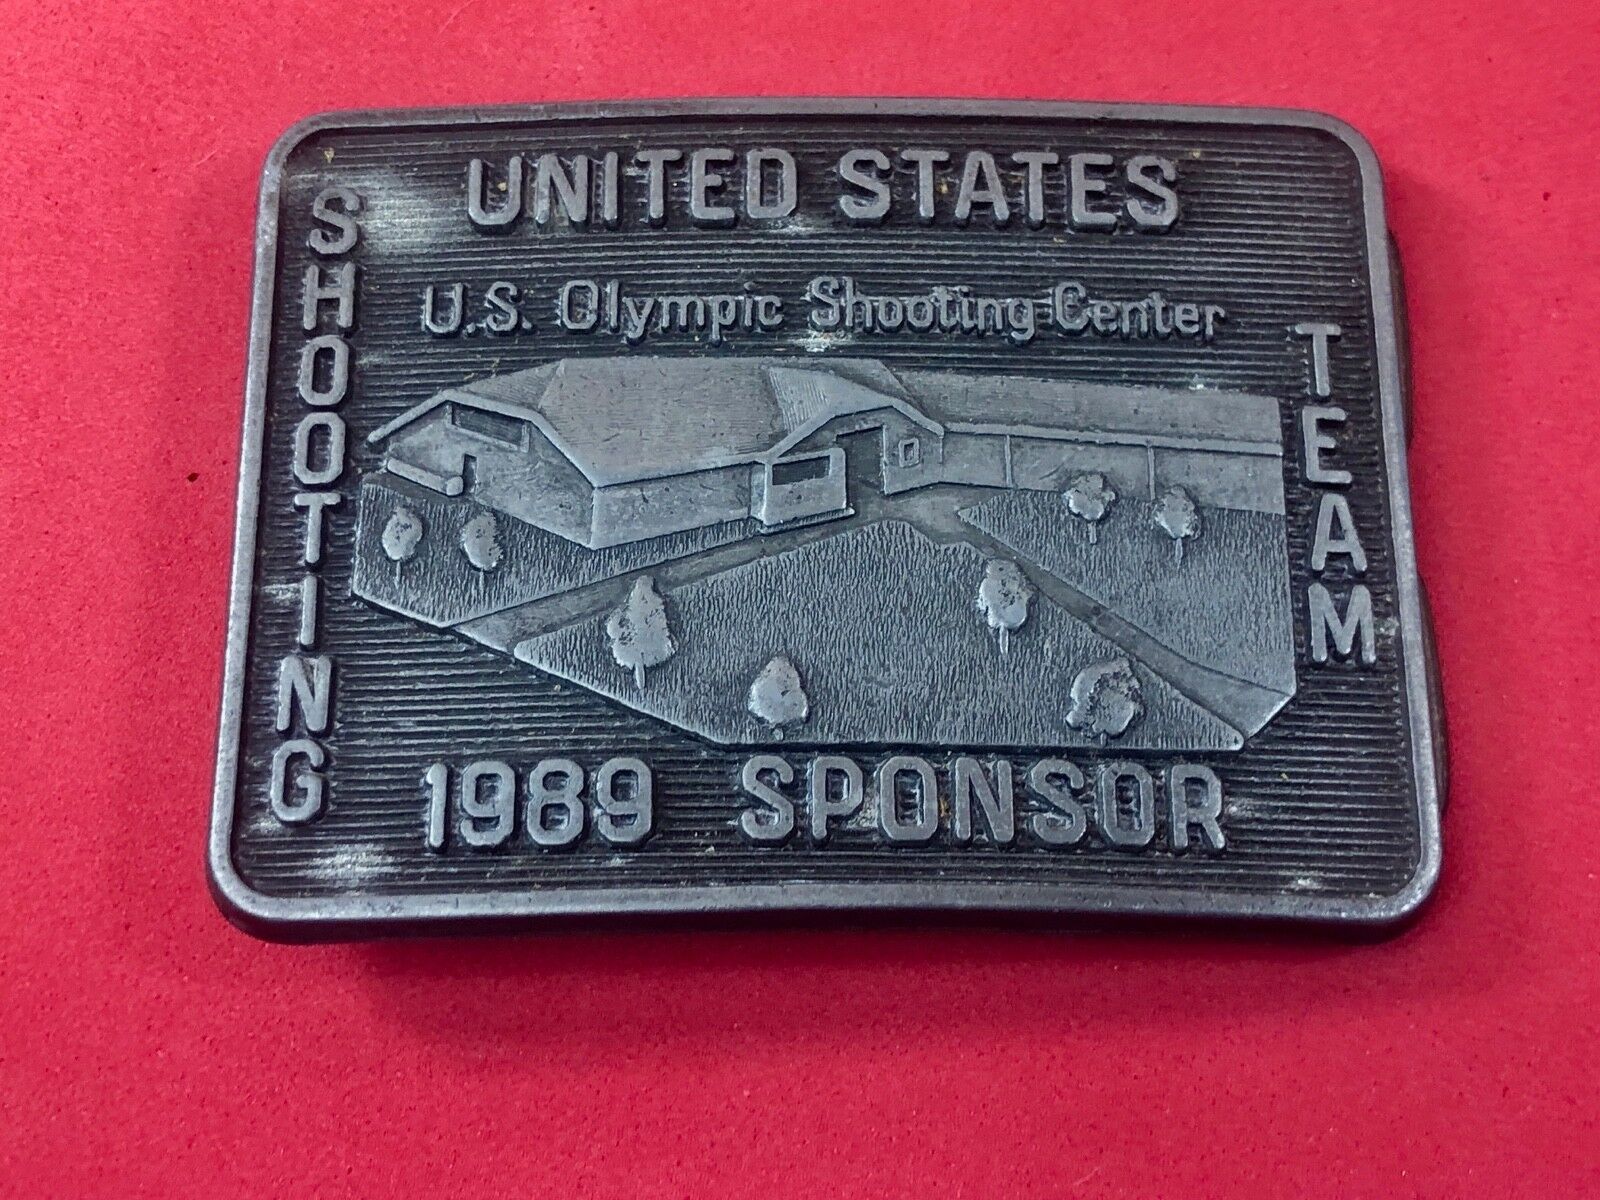 UNITED STATES
SHOOTING
TEAM
U.S. Olympic Shooting Center
1989 SPONSOR